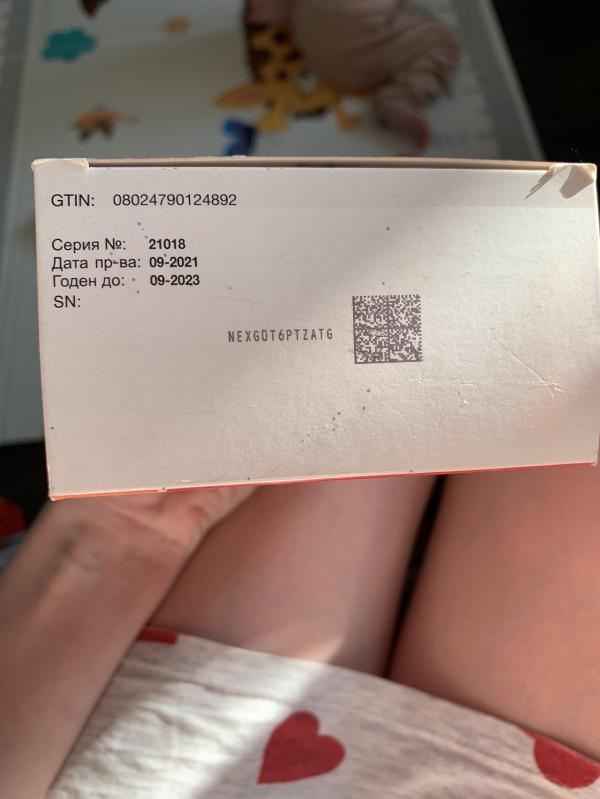 GTIN: 08024790124892
Серия №: 21018
Дата пр-ва: 09-2021
Годен до: 09-2023
SN:
NEXGOT6PTZATG